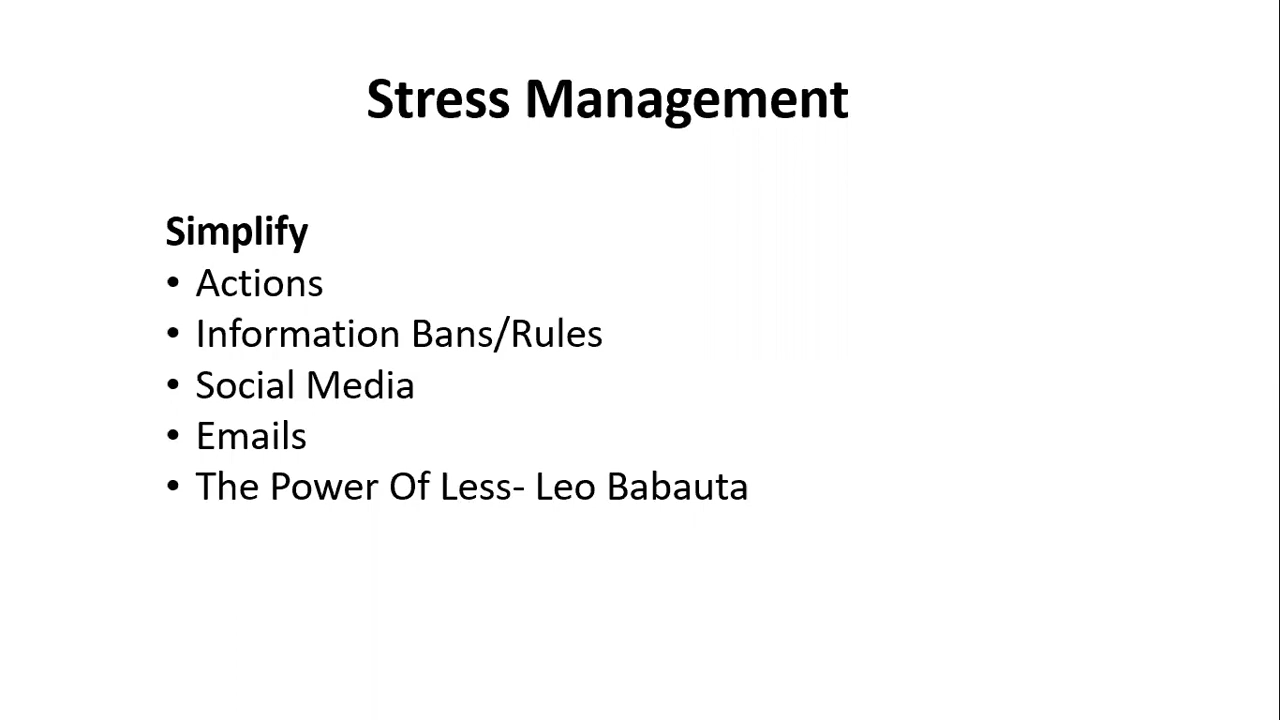 Stress Management
Simplify
• Actions
• Information Bans/Rules
• Social Media
• Emails
• The Power Of Less- Leo Babauta